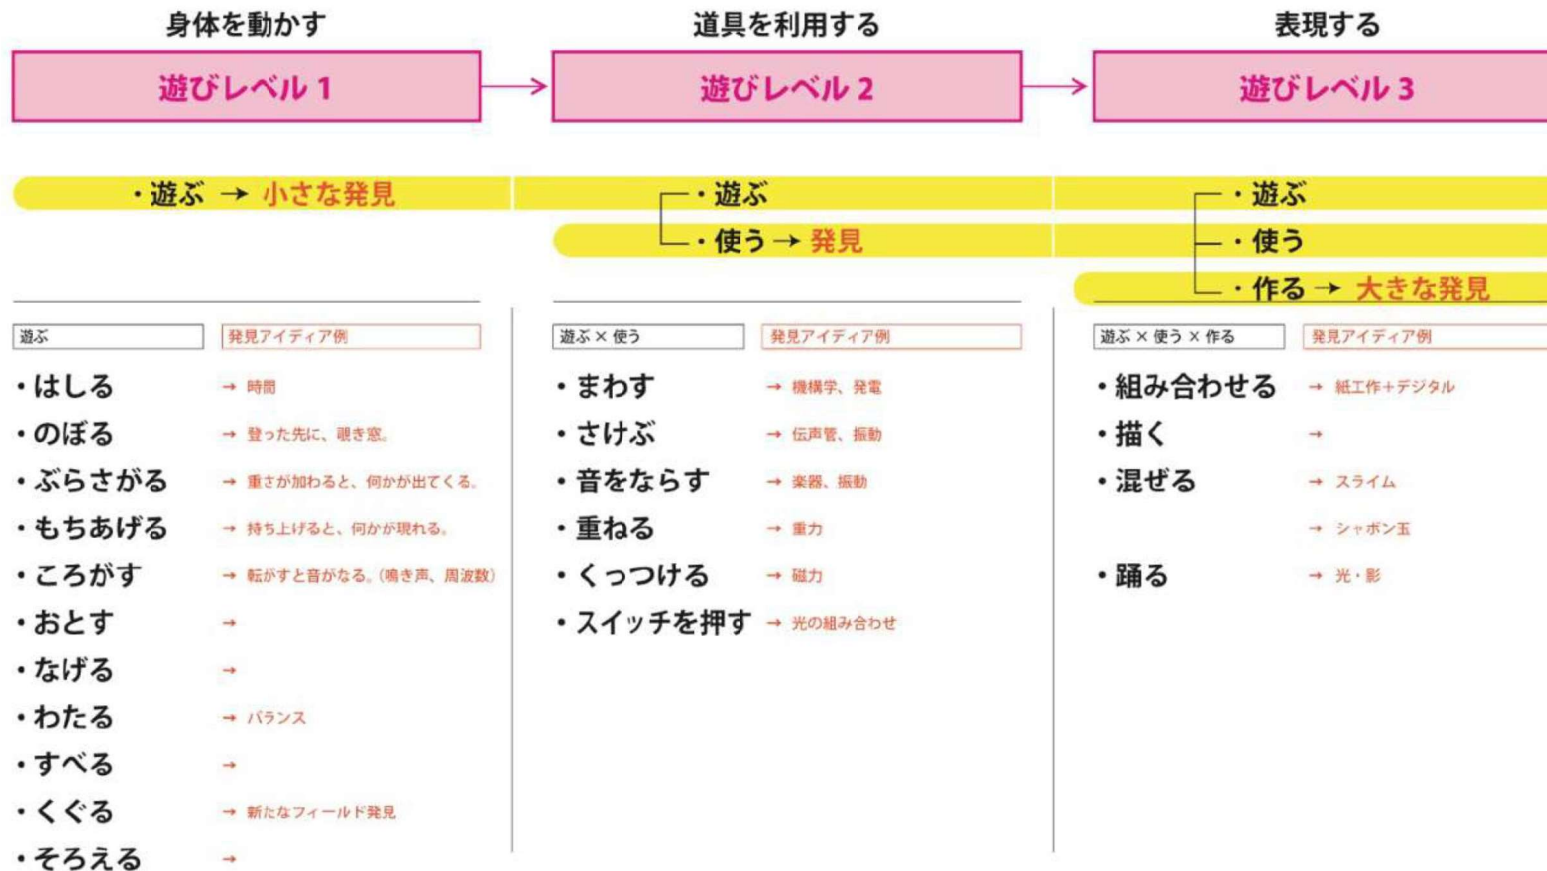 身体を動かす
遊びレベル 1
・遊ぶ → 小さな発見
遊ぶ
発見アイディア例
・はしる → 時間
・のぼる → 登った先に、覗き窓。
・ぶらさがる → 重さが加わると、何かが出てくる。
・もちあげる → 持ち上げると、何かが現れる。
・ころがす → 転がすと音がなる。(鳴き声、周波数)
・おとす →
・なげる →
・わたる → バランス
・すべる →
・くぐる → 新たなフィールド発見
・そろえる →
道具を利用する
遊びレベル 2
・遊ぶ
・使う → 発見
遊ぶ × 使う
発見アイディア例
・まわす → 機構学、発電
・さけぶ → 伝声管、振動
・音をならす → 楽器、振動
・重ねる → 重力
・くっつける → 磁力
・スイッチを押す → 光の組み合わせ
表現する
遊びレベル 3
・遊ぶ
・使う
・作る → 大きな発見
遊ぶ × 使う × 作る
発見アイディア例
・組み合わせる → 紙工作+デジタル
・描く →
・混ぜる → スライム
→ シャボン玉
・踊る → 光・影